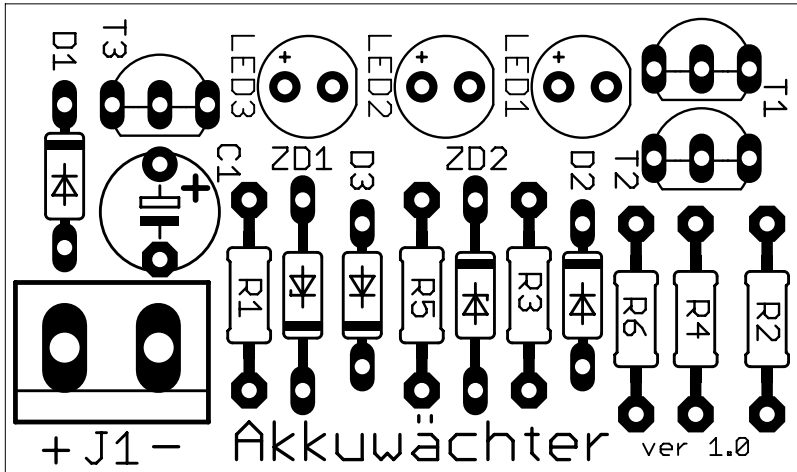 D1
T3
LED3
+
LED2
+
LED1
+
T1
T2
C1
+
ZD1
D3
ZD2
D2
R1
R5
R3
R6
R4
R2
+ J1 -
Akkuwächter
ver 1.0